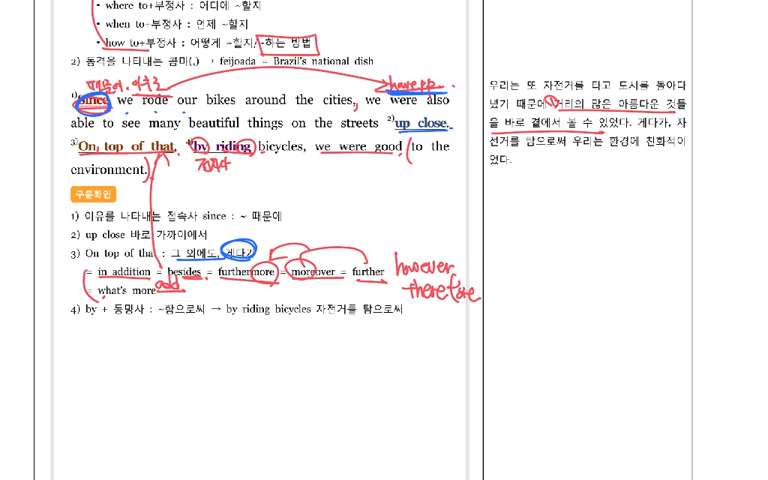 • where to+부정사 : 어디에 ~할지
• when to+부정사 : 언제 ~할지
• how to+부정사 : 어떻게 ~할지/~하는 방법
2) 동격을 나타내는 콤마(,) → feijoada = Brazil's national dish
때문에. 이후로 have pp.
1)Since we rode our bikes around the cities, we were also
able to see many beautiful things on the streets 2)up close.
3)On top of that, 4)by riding bicycles, we were good (to the
전치사
environment.)
구문확인
1) 이유를 나타내는 접속사 since : ~ 때문에
2) up close 바로 가까이에서
3) On top of that : 그 외에도, 게다가
= in addition = besides = furthermore = moreover = further
however
= what's more add
therefore
4) by + 동명사 : ~함으로써 → by riding bicycles 자전거를 탐으로써
우리는 또 자전거를 타고 도시를 돌아다
녔기 때문에 거리의 많은 아름다운 것들
을 바로 곁에서 볼 수 있었다. 게다가, 자
전거를 탐으로써 우리는 환경에 친화적이
었다.